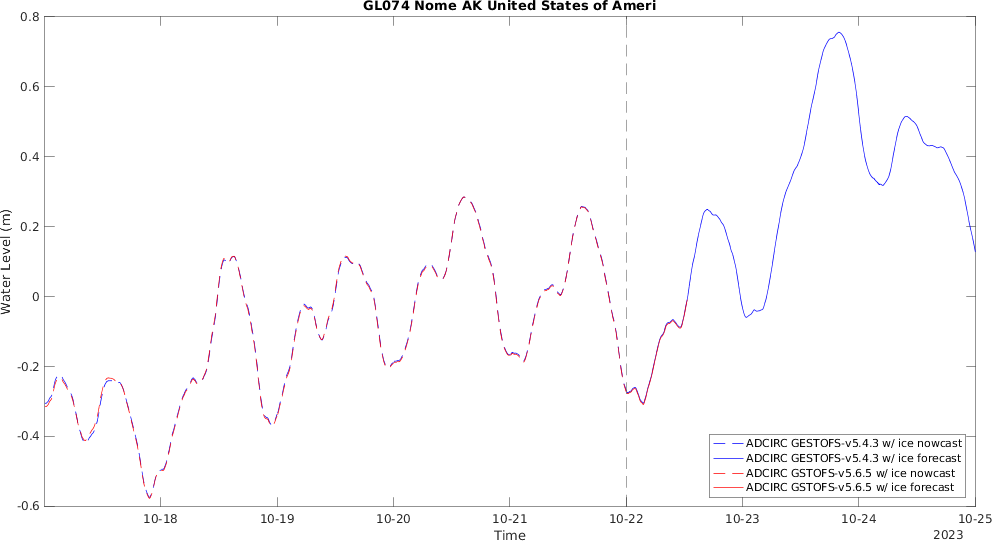 GL074 Nome AK United States of Ameri
0.8
0.6
0.4
0.2
0
-0.2
-0.4
-0.6
Water Level (m)
ADCIRC GESTOFS-v5.4.3 w/ ice nowcast
ADCIRC GESTOFS-v5.4.3 w/ ice forecast
ADCIRC GSTOFS-v5.6.5 w/ ice nowcast
ADCIRC GSTOFS-v5.6.5 w/ ice forecast
10-18 10-19 10-20 10-21 10-22 10-23 10-24 10-25
Time
2023